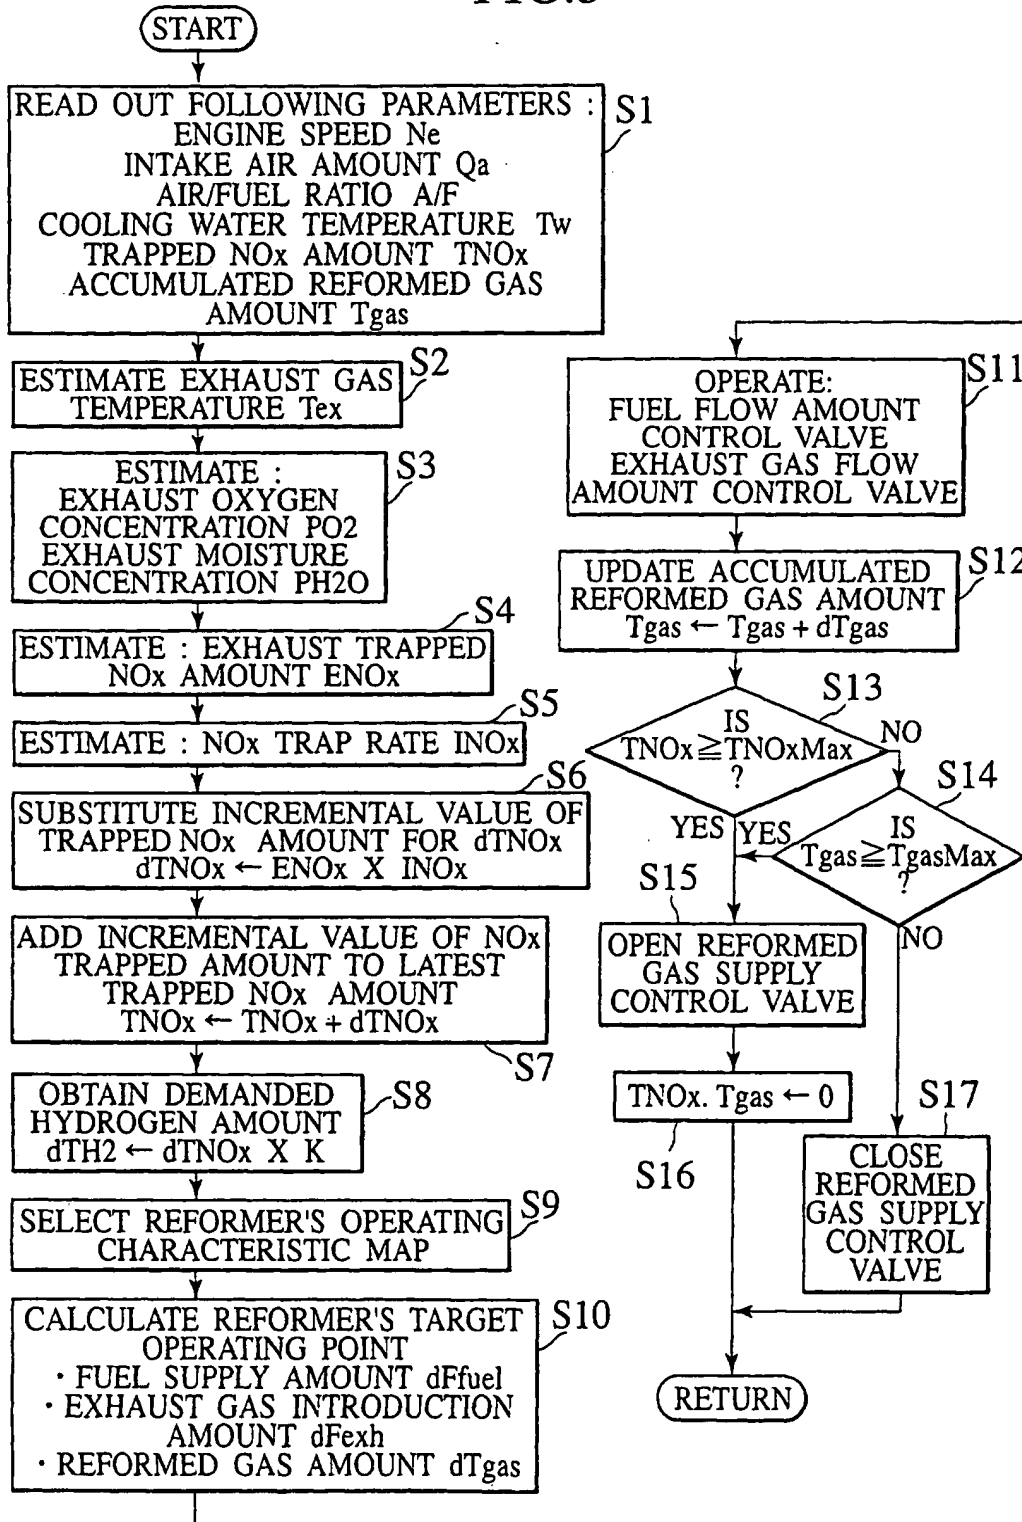 START
READ OUT FOLLOWING PARAMETERS :
ENGINE SPEED Ne
INTAKE AIR AMOUNT Qa
AIR/FUEL RATIO A/F
COOLING WATER TEMPERATURE Tw
TRAPPED NOx AMOUNT TNOx
ACCUMULATED REFORMED GAS
AMOUNT Tgas
S1
ESTIMATE EXHAUST GAS
TEMPERATURE Tex
S2
ESTIMATE :
EXHAUST OXYGEN
CONCENTRATION PO2
EXHAUST MOISTURE
CONCENTRATION PH2O
S3
ESTIMATE : EXHAUST TRAPPED
NOx AMOUNT ENOx
S4
ESTIMATE : NOx TRAP RATE INOx
S5
SUBSTITUTE INCREMENTAL VALUE OF
TRAPPED NOx AMOUNT FOR dTNOx
dTNOx ← ENOx X INOx
S6
ADD INCREMENTAL VALUE OF NOx
TRAPPED AMOUNT TO LATEST
TRAPPED NOx AMOUNT
TNOx ← TNOx + dTNOx
S7
OBTAIN DEMANDED
HYDROGEN AMOUNT
dTH2 ← dTNOx X K
S8
SELECT REFORMER'S OPERATING
CHARACTERISTIC MAP
S9
CALCULATE REFORMER'S TARGET
OPERATING POINT
· FUEL SUPPLY AMOUNT dFfuel
· EXHAUST GAS INTRODUCTION
AMOUNT dFexh
· REFORMED GAS AMOUNT dTgas
S10
OPERATE:
FUEL FLOW AMOUNT
CONTROL VALVE
EXHAUST GAS FLOW
AMOUNT CONTROL VALVE
S11
UPDATE ACCUMULATED
REFORMED GAS AMOUNT
Tgas ← Tgas + dTgas
S12
IS
TNOx≧TNOxMax
?
S13
NO
YES
IS
Tgas≧TgasMax
?
S14
YES
NO
OPEN REFORMED
GAS SUPPLY
CONTROL VALVE
S15
TNOx. Tgas ← 0
S16
CLOSE
REFORMED
GAS SUPPLY
CONTROL
VALVE
S17
RETURN